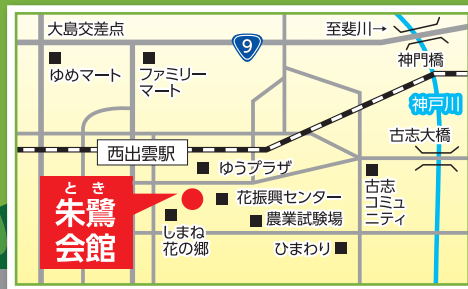 大島交差点
9
至斐川→
神門橋
ゆめマート
ファミリー
マート
神戸川
古志大橋
西出雲駅
ゆうプラザ
とき
朱鷺
会館
花振興センター
古志
コミュ
ニティ
農業試験場
しまね
花の郷
ひまわり